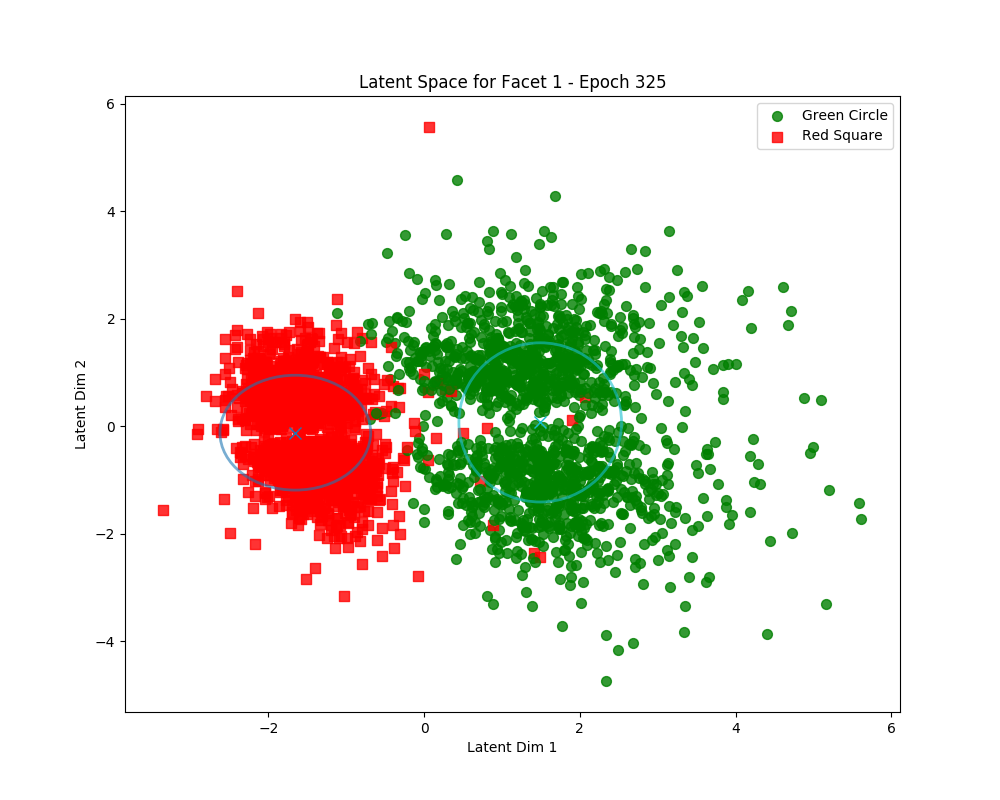 Latent Space for Facet 1 - Epoch 325
Green Circle
Red Square
6
4
2
0
−2
−4
Latent Dim 2
−2
0
2
4
6
Latent Dim 1